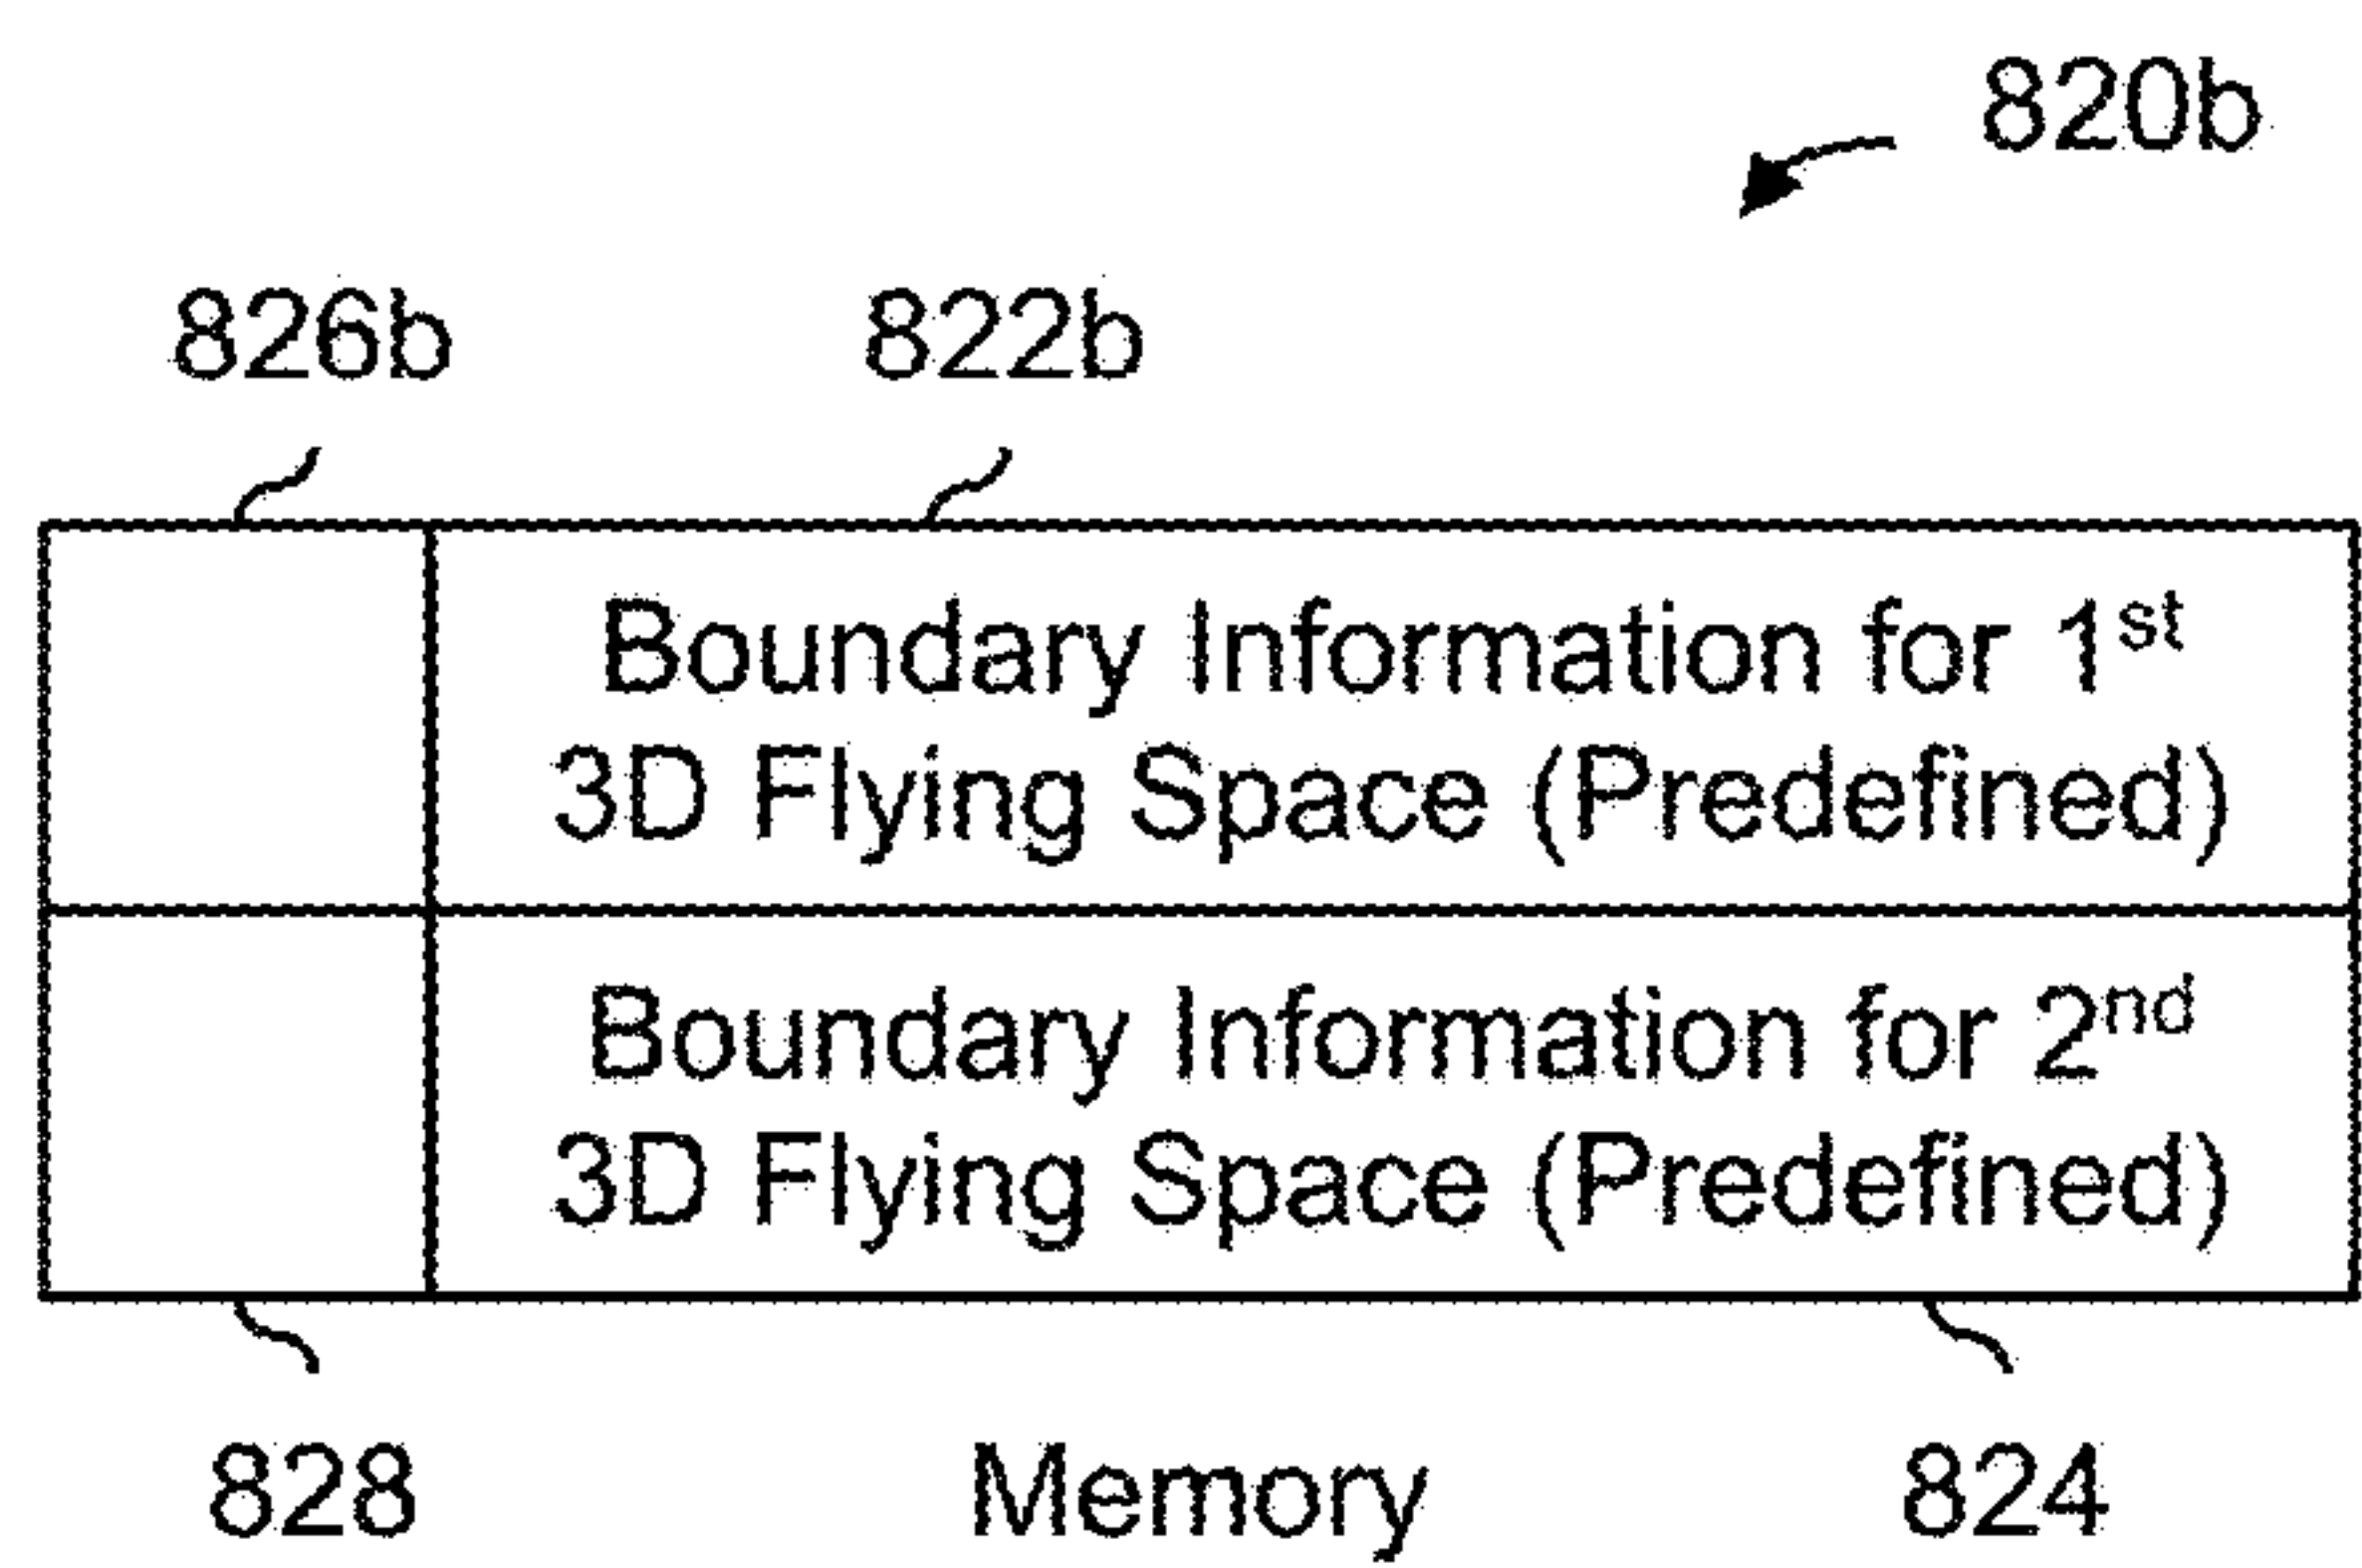 820b
826b 822b
Boundary Information for 1st
3D Flying Space (Predefined)
Boundary Information for 2nd
3D Flying Space (Predefined)
828 Memory 824